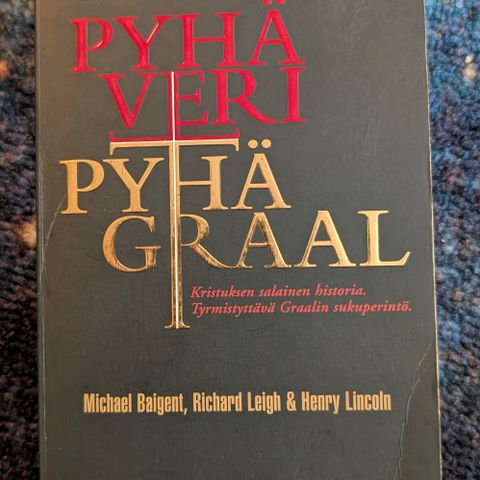 PYHÄ
VERI
PYHÄ
GRAAL
Kristuksen salainen historia.
Tyrmistyttävä Graalin sukuperintö.
Michael Baigent, Richard Leigh & Henry Lincoln